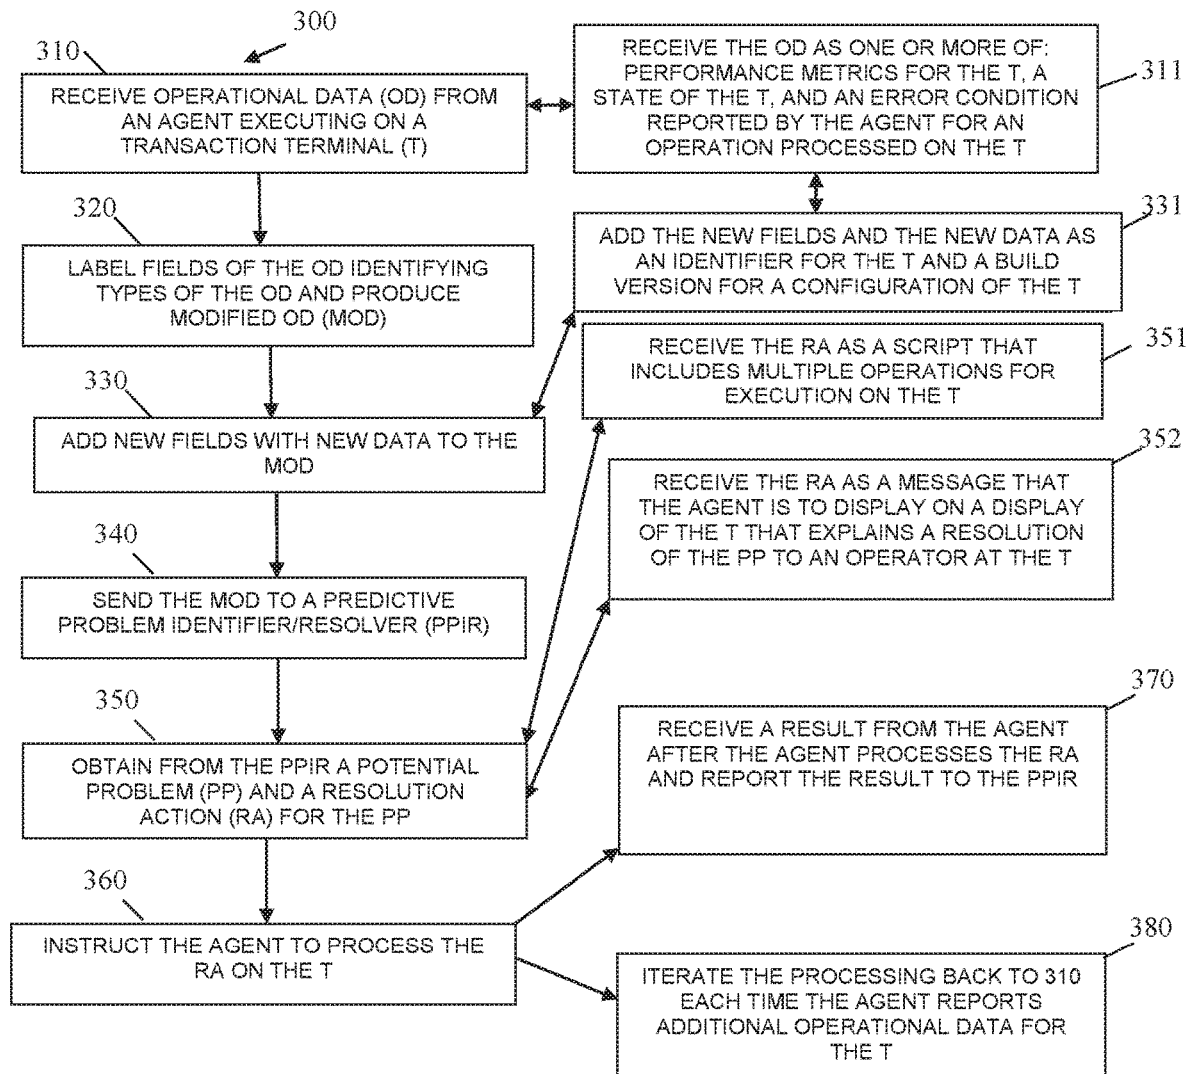 300
310
RECEIVE OPERATIONAL DATA (OD) FROM
AN AGENT EXECUTING ON A
TRANSACTION TERMINAL (T)
311
RECEIVE THE OD AS ONE OR MORE OF:
PERFORMANCE METRICS FOR THE T, A
STATE OF THE T, AND AN ERROR CONDITION
REPORTED BY THE AGENT FOR AN
OPERATION PROCESSED ON THE T
320
LABEL FIELDS OF THE OD IDENTIFYING
TYPES OF THE OD AND PRODUCE
MODIFIED OD (MOD)
331
ADD THE NEW FIELDS AND THE NEW DATA AS
AN IDENTIFIER FOR THE T AND A BUILD
VERSION FOR A CONFIGURATION OF THE T
330
ADD NEW FIELDS WITH NEW DATA TO THE
MOD
351
RECEIVE THE RA AS A SCRIPT THAT
INCLUDES MULTIPLE OPERATIONS FOR
EXECUTION ON THE T
352
RECEIVE THE RA AS A MESSAGE THAT
THE AGENT IS TO DISPLAY ON A DISPLAY
OF THE T THAT EXPLAINS A RESOLUTION
OF THE PP TO AN OPERATOR AT THE T
340
SEND THE MOD TO A PREDICTIVE
PROBLEM IDENTIFIER/RESOLVER (PPIR)
350
OBTAIN FROM THE PPIR A POTENTIAL
PROBLEM (PP) AND A RESOLUTION
ACTION (RA) FOR THE PP
370
RECEIVE A RESULT FROM THE AGENT
AFTER THE AGENT PROCESSES THE RA
AND REPORT THE RESULT TO THE PPIR
360
INSTRUCT THE AGENT TO PROCESS THE
RA ON THE T
380
ITERATE THE PROCESSING BACK TO 310
EACH TIME THE AGENT REPORTS
ADDITIONAL OPERATIONAL DATA FOR
THE T